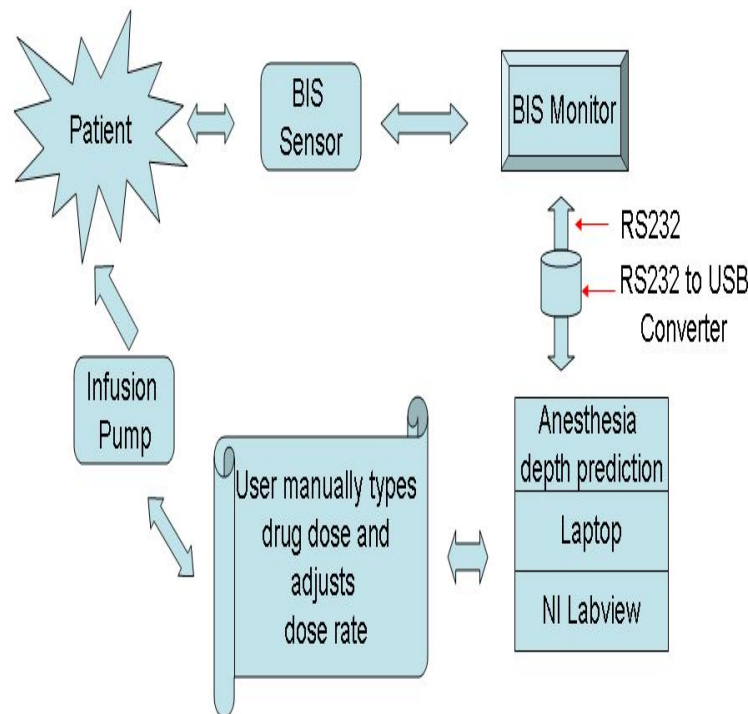 Patient
BIS
Sensor
BIS Monitor
RS232
RS232 to USB
Converter
Infusion
Pump
User manually types
drug dose and
adjusts
dose rate
Anesthesia
depth prediction
Laptop
NI Labview